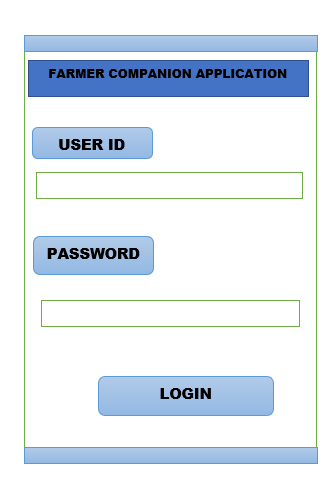 FARMER COMPANION APPLICATION
USER ID
PASSWORD
LOGIN